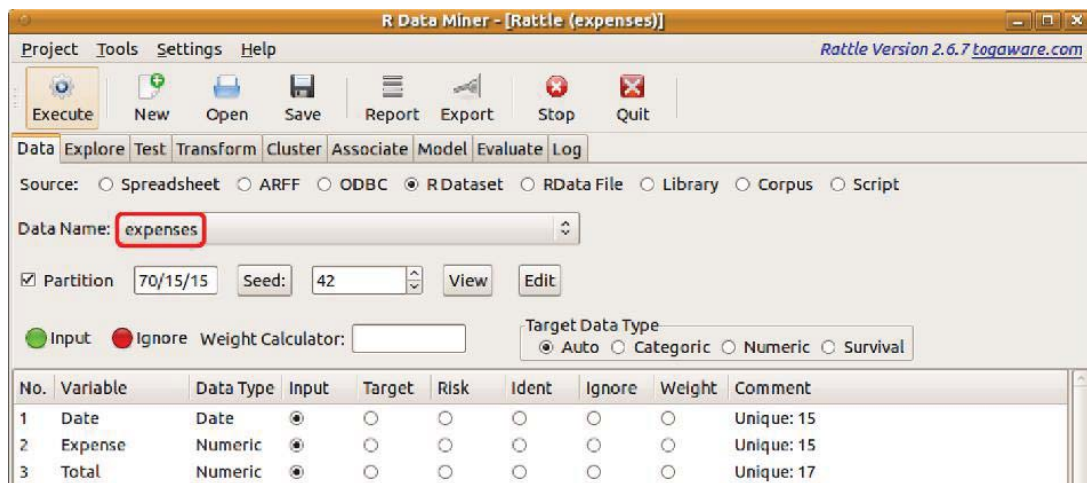 R Data Miner - [Rattle (expenses)]
Project Tools Settings Help Rattle Version 2.6.7 togaware.com
Execute New Open Save Report Export Stop Quit
Data Explore Test Transform Cluster Associate Model Evaluate Log
Source: Spreadsheet ARFF ODBC R Dataset RData File Library Corpus Script
Data Name: expenses
Partition 70/15/15 Seed: 42 View Edit
Target Data Type
Input Ignore Weight Calculator: Auto Categoric Numeric Survival
No. Variable Data Type Input Target Risk Ident Ignore Weight Comment
1 Date Date Unique: 15
2 Expense Numeric Unique: 15
3 Total Numeric Unique: 17